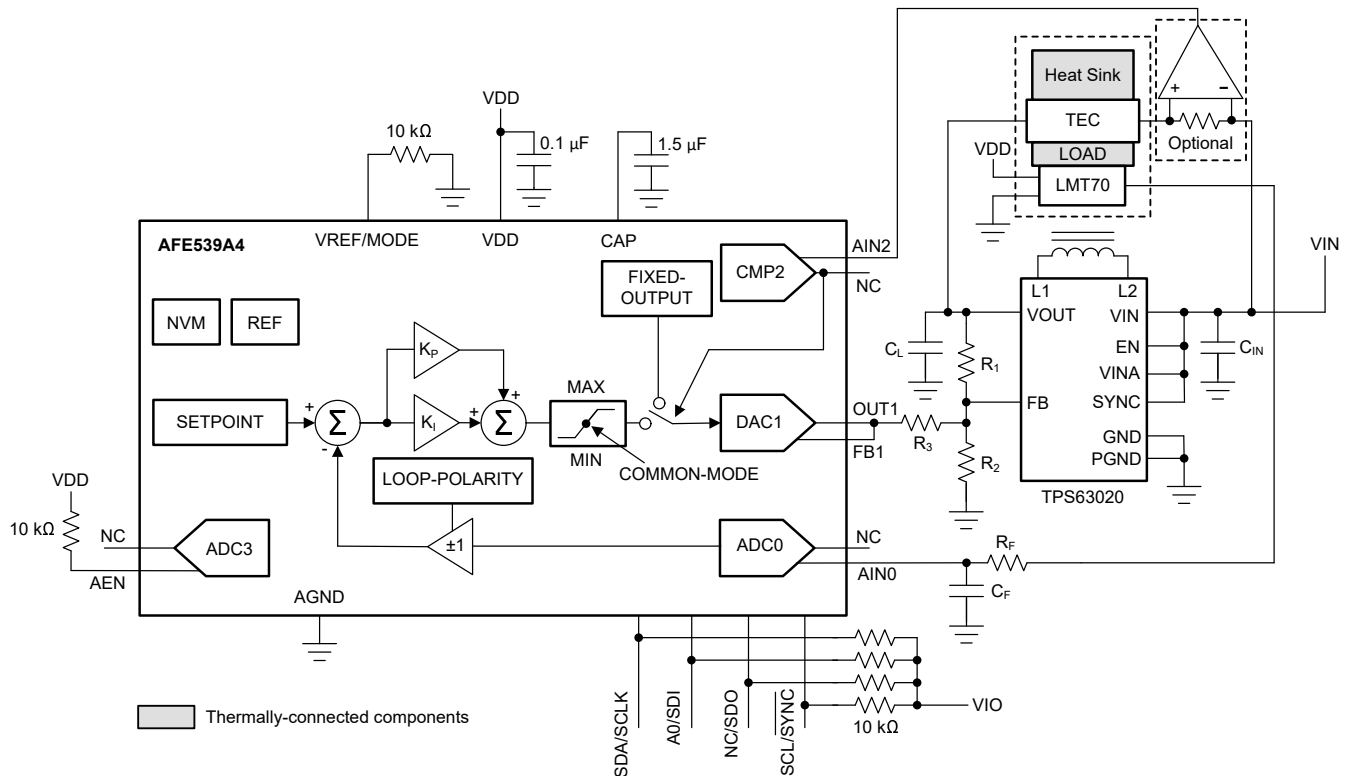 Heat Sink
+
−
TEC
Optional
VDD
LOAD
LMT70
VDD
10 kΩ
0.1 µF
1.5 µF
AFE539A4
VREF/MODE
VDD
CAP
AIN2
CMP2
NC
FIXED-
OUTPUT
NVM
REF
VIN
L1
L2
VOUT
VIN
EN
VINA
SYNC
FB
GND
PGND
TPS63020
CL
CIN
R1
R2
R3
KP
KI
SETPOINT
+
-
Σ
+
+
Σ
MAX
MIN
COMMON-MODE
DAC1
OUT1
FB1
LOOP-POLARITY
±1
VDD
10 kΩ
NC
AEN
ADC3
ADC0
NC
AIN0
RF
CF
AGND
SDA/SCLK
A0/SDI
NC/SDO
SCL/SYNC
10 kΩ
VIO
Thermally-connected components